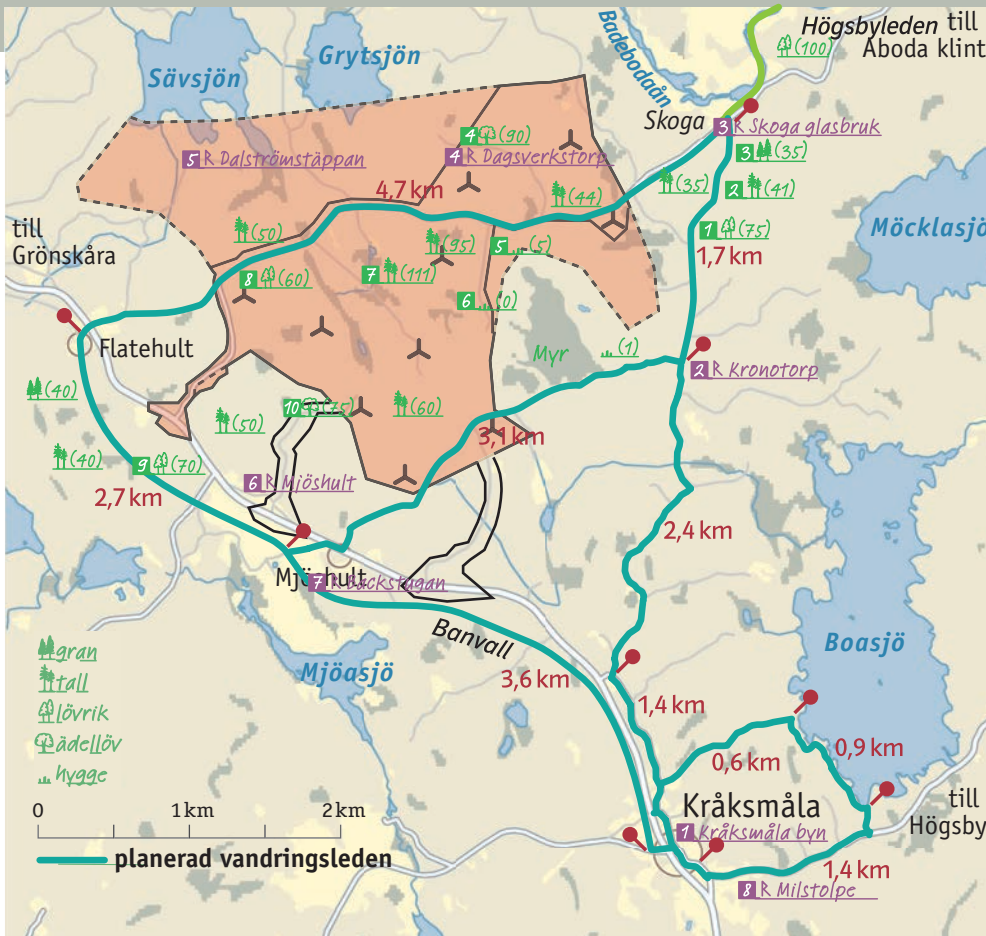 Högsbyleden till
Åboda klint
(100)
Badebodaån
Grytsjön
Sävsjön
Skoga
3 R Skoga glasbruk
4 (90)
4 R Dagsverkstorp
5 R Dalströmstäppan
3 (35)
(35)
2 (41)
4,7 km
(44)
1 (75)
1,7 km
Möcklasjö
till
Grönskåra
(50)
(95)
5 (5)
8 (60)
7 (111)
6 (0)
Flatehult
Myr
(1)
2 R Kronotorp
(40)
10 (75)
(60)
(50)
3,1 km
(40)
9 (70)
6 R Mjöshult
2,7 km
2,4 km
Mjöshult
7 R Backstugan
Banvall
Boasjö
gran
Mjöasjö
tall
3,6 km
lövrik
1,4 km
ädellöv
0,6 km
0,9 km
hygge
0
1km
2km
Kråksmåla
till
Högsby
1 Kråksmåla byn
planerad vandringsleden
1,4 km
8 R Milstolpe